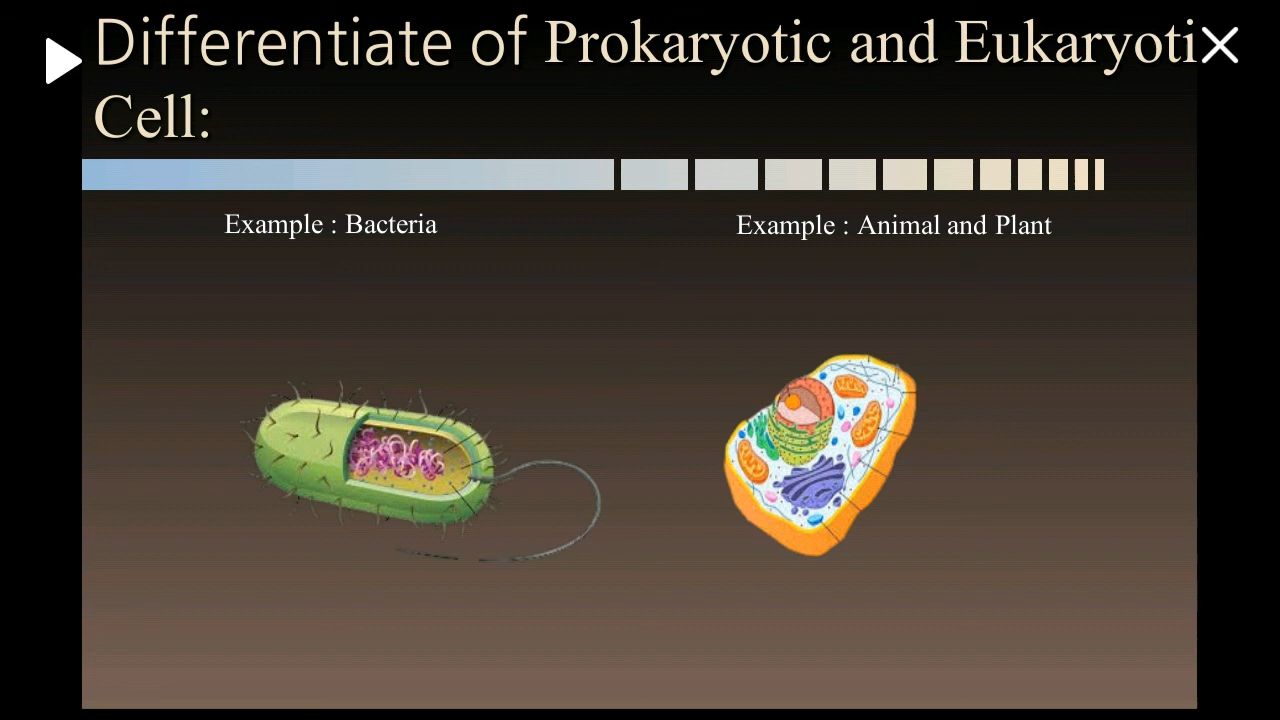 Differentiate of Prokaryotic and Eukaryoti
Cell:
Example : Bacteria
Example : Animal and Plant